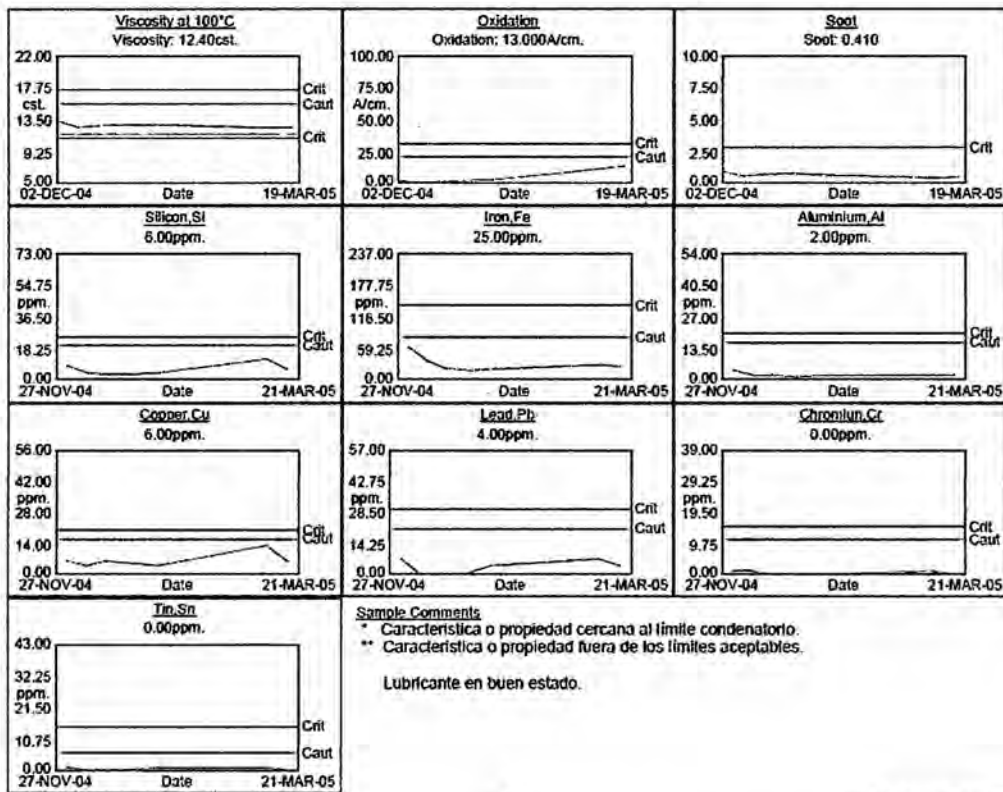 Viscosity at 100°C
Viscosity: 12.40cst.
22.00
17.75
cst.
13.50
9.25
5.00
Crit
Caut
Crit
02-DEC-04 Date 19-MAR-05
Oxidation
Oxidation: 13.000A/cm.
100.00
75.00
A/cm.
50.00
25.00
0.00
Crit
Caut
02-DEC-04 Date 19-MAR-05
Soot
Soot: 0.410
10.00
7.50
5.00
2.50
0.00
Crit
02-DEC-04 Date 19-MAR-05
Silicon,Si
6.00ppm.
73.00
54.75
ppm.
36.50
18.25
0.00
Crit
Caut
27-NOV-04 Date 21-MAR-05
Iron,Fe
25.00ppm.
237.00
177.75
ppm.
116.50
59.25
0.00
Crit
Caut
27-NOV-04 Date 21-MAR-05
Aluminium,Al
2.00ppm.
54.00
40.50
ppm.
27.00
13.50
0.00
Crit
Caut
27-NOV-04 Date 21-MAR-05
Copper,Cu
6.00ppm.
56.00
42.00
ppm.
28.00
14.00
0.00
Crit
Caut
27-NOV-04 Date 21-MAR-05
Lead,Pb
4.00ppm.
57.00
42.75
ppm.
28.50
14.25
0.00
Crit
Caut
27-NOV-04 Date 21-MAR-05
Chromiun,Cr
0.00ppm.
39.00
29.25
ppm.
19.50
9.75
0.00
Crit
Caut
27-NOV-04 Date 21-MAR-05
Tin,Sn
0.00ppm.
43.00
32.25
ppm.
21.50
10.75
0.00
Crit
Caut
27-NOV-04 Date 21-MAR-05
Sample Comments
* Caracteristica o propiedad cercana al limite condenatorio.
** Caracteristica o propiedad fuera de los limites aceptables.
Lubricante en buen estado.